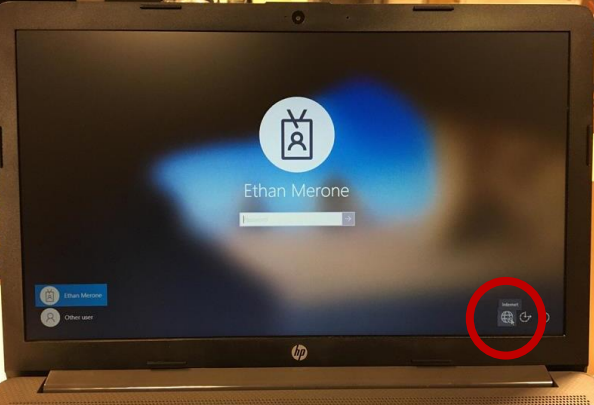 Ethan Merone
Password
Ethan Merone
Other user
Internet
hp